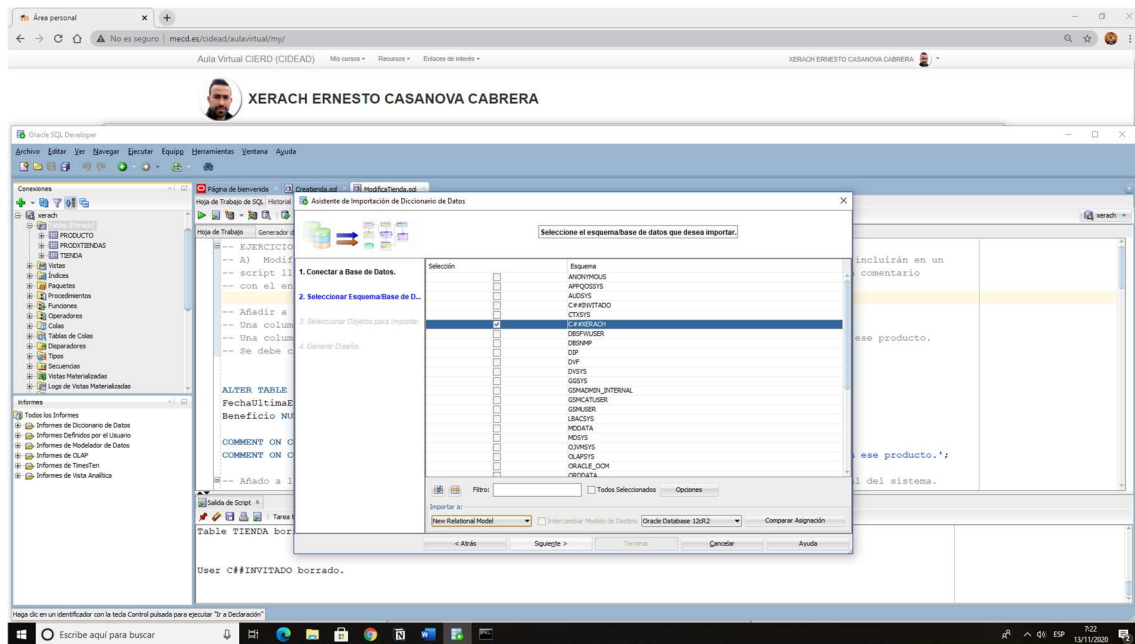 Área personal
No es seguro | mecd.es/cidead/aulavirtual/my/
Aula Virtual CIERD (CIDEAD) Mis cursos Recursos Enlaces de interés XERACH ERNESTO CASANOVA CABRERA
XERACH ERNESTO CASANOVA CABRERA
Oracle SQL Developer
Archivo Editar Ver Navegar Ejecutar Equipo Herramientas Ventana Ayuda
Conexiones
xerach
PRODUCTO
PRODXTIENDAS
TIENDA
Vistas
Índices
Paquetes
Procedimientos
Funciones
Operadores
Colas
Tablas de Colas
Disparadores
Tipos
Secuencias
Vistas Materializadas
Logs de Vistas Materializadas
Informes
Todos los Informes
Informes de Diccionario de Datos
Informes Definidos por el Usuario
Informes de Modelador de Datos
Informes de OLAP
Informes de TimesTen
Informes de Vista Analítica
Página de bienvenida Creatienda.sql ModificaTienda.sql
Hoja de Trabajo de SQL Historial
xerach
Hoja de Trabajo Generador d
-- EJERCICIO
-- A) Modif incluirán en un
-- script ll comentario
-- con el en
-- Añadir a
-- Una colum
-- Una colum ese producto.
-- Se debe c
ALTER TABLE
FechaUltimaE
Beneficio NU
COMMENT ON C
COMMENT ON C ese producto.';
-- Añado a l l del sistema.
Salida de Script
Tarea t
Table TIENDA bor
User C##INVITADO borrado.
Asistente de Importación de Diccionario de Datos
Seleccione el esquema/base de datos que desea importar.
1. Conectar a Base de Datos.
2. Seleccionar Esquema/Base de D...
3. Seleccionar Objetos para Importar
4. Generar Diseño.
Selección Esquema
ANONYMOUS
APPQOSSYS
AUDSYS
C##INVITADO
CTXSYS
C##XERACH
DBSFWUSER
DBSNMP
DIP
DVF
DVSYS
GGSYS
GSMADMIN_INTERNAL
GSMCATUSER
GSMUSER
LBACSYS
MDDATA
MDSYS
OJVMSYS
OLAPSYS
ORACLE_OCM
ORDDATA
Filtro: Todos Seleccionados Opciones
Importar a:
New Relational Model Intercambiar Modelo de Destino Oracle Database 12cR2 Comparar Asignación
< Atrás Siguiente > Terminar Cancelar Ayuda
Haga clic en un identificador con la tecla Control pulsada para ejecutar "Ir a Declaración"
Escribe aquí para buscar
ESP 7:22
13/11/2020